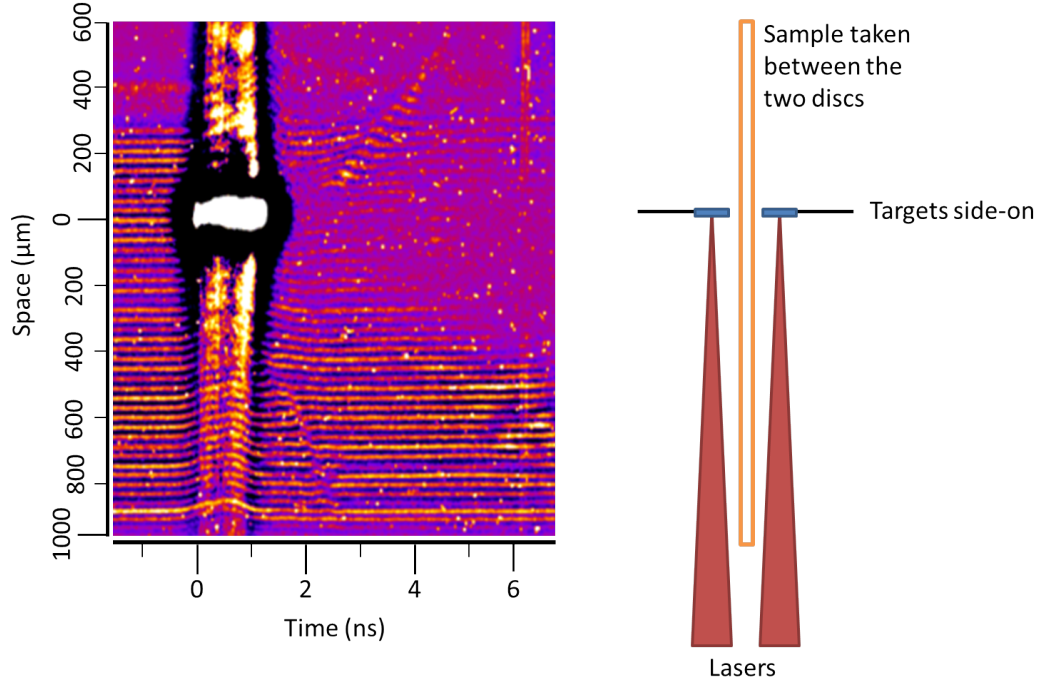 600
400
200
0
200
400
600
800
1000
Space (µm)
0
2
4
6
Time (ns)
Sample taken
between the
two discs
Targets side-on
Lasers